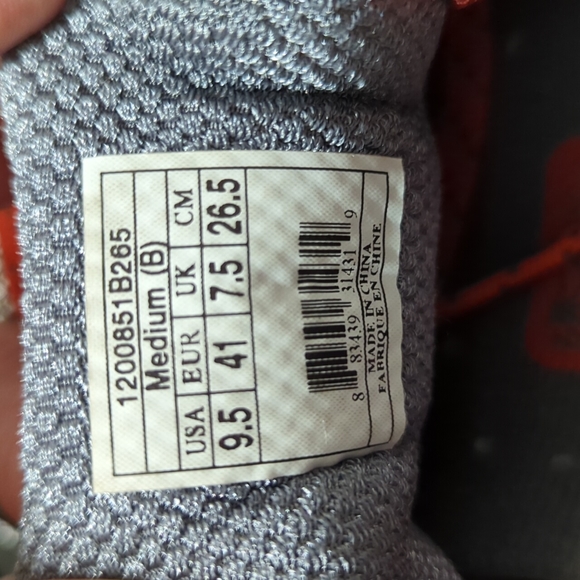 1200851B265
Medium (B)
USA EUR UK CM
9.5 41 7.5 26.5
8 83439 31431 9
MADE IN CHINA
FABRIQUE EN CHINE